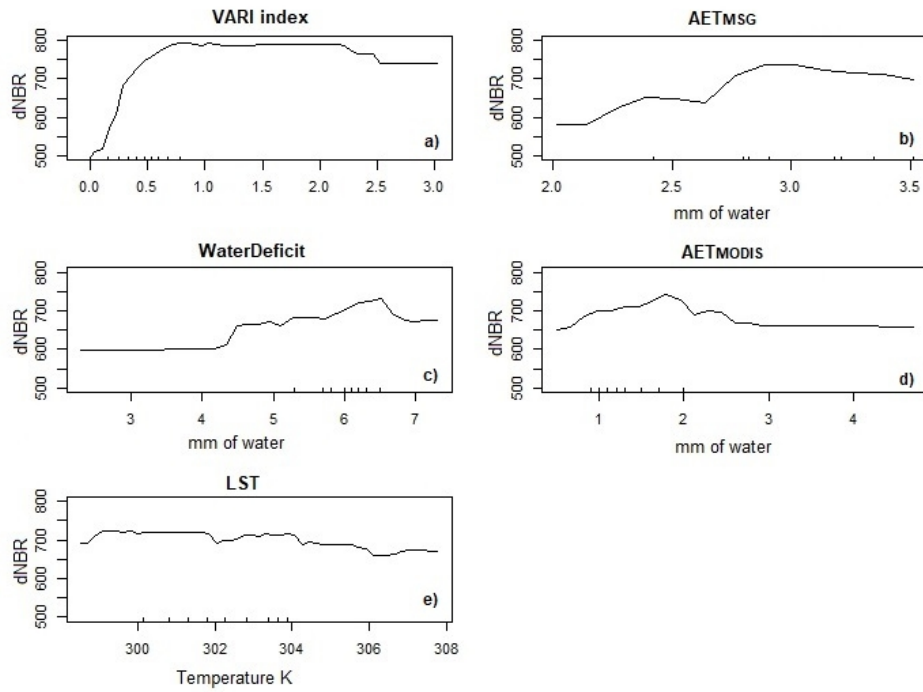 VARI index
dNBR
500 600 700 800
0.0 0.5 1.0 1.5 2.0 2.5 3.0
a)
AETMSG
dNBR
500 600 700 800
2.0 2.5 3.0 3.5
mm of water
b)
WaterDeficit
dNBR
500 600 700 800
3 4 5 6 7
mm of water
c)
AETMODIS
dNBR
500 600 700 800
1 2 3 4
mm of water
d)
LST
dNBR
500 600 700 800
300 302 304 306 308
Temperature K
e)